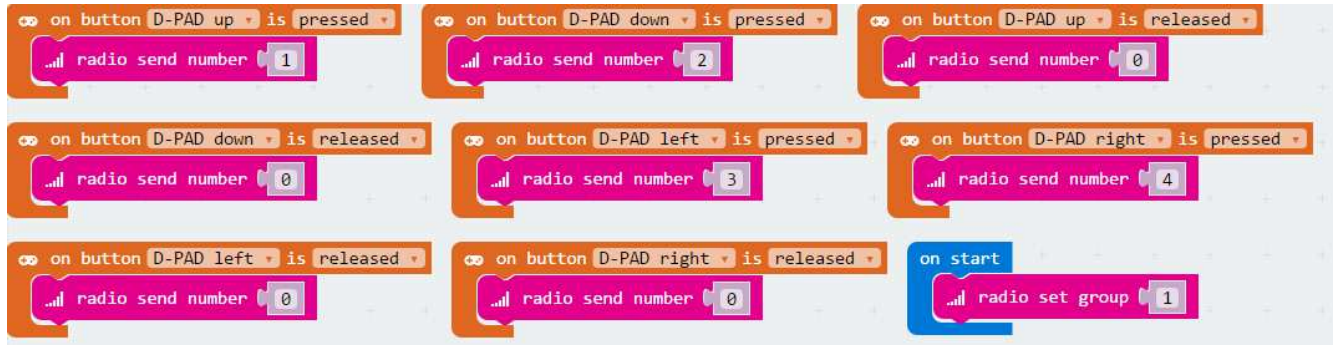 on button D-PAD up is pressed
radio send number 1
on button D-PAD down is pressed
radio send number 2
on button D-PAD up is released
radio send number 0
on button D-PAD down is released
radio send number 0
on button D-PAD left is pressed
radio send number 3
on button D-PAD right is pressed
radio send number 4
on button D-PAD left is released
radio send number 0
on button D-PAD right is released
radio send number 0
on start
radio set group 1